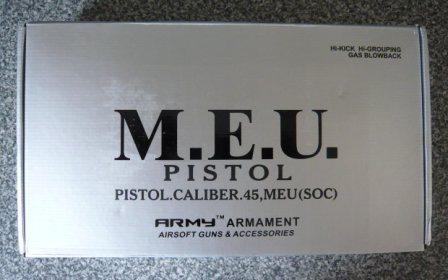 Hi-KICK Hi-GROUPING
GAS BLOWBACK
M.E.U.
PISTOL
PISTOL.CALIBER.45,MEU(SOC)
ARMY™ ARMAMENT
AIRSOFT GUNS & ACCESSORIES